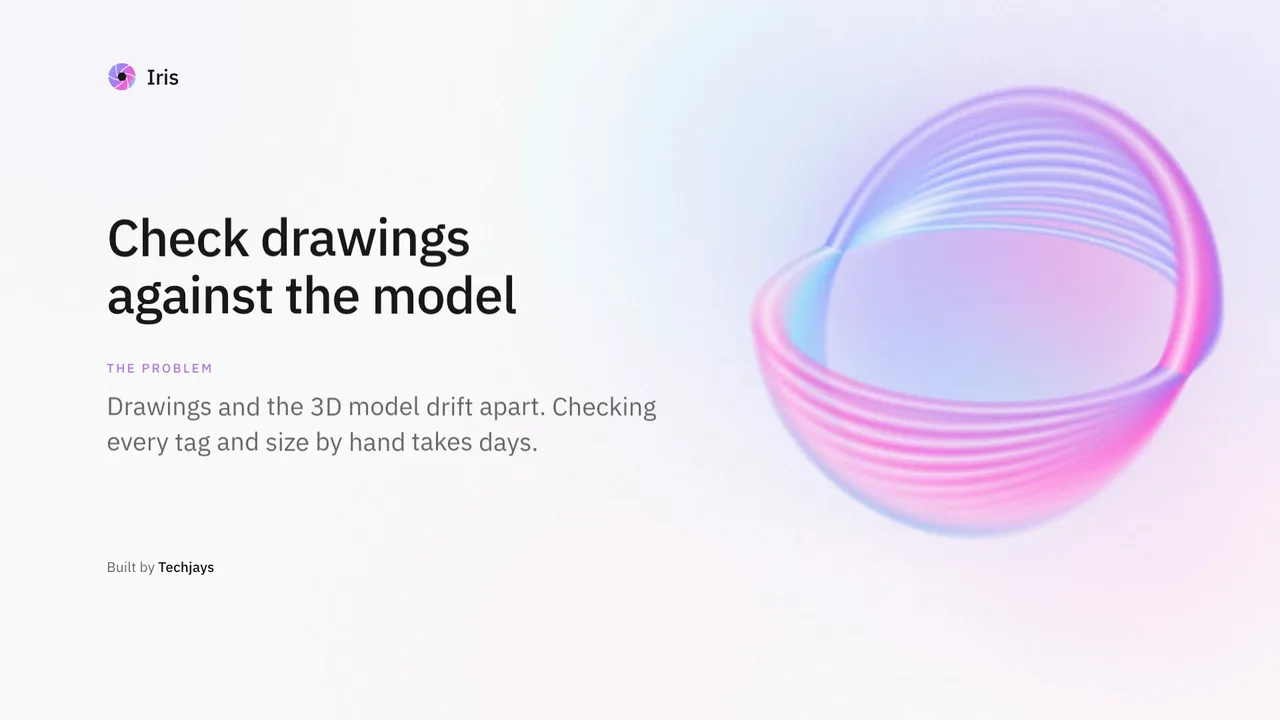 Iris
Check drawings
against the model
THE PROBLEM
Drawings and the 3D model drift apart. Checking
every tag and size by hand takes days.
Built by Techjays